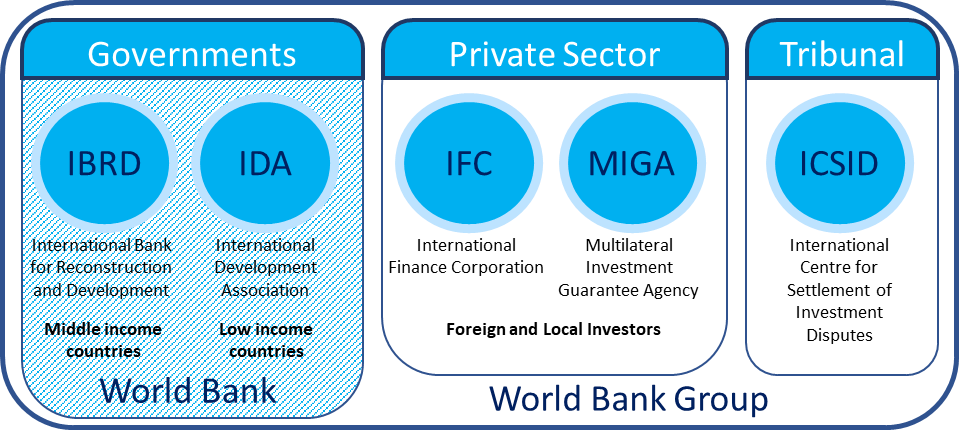 Governments
IBRD
IDA
International Bank
for Reconstruction
and Development
International
Development
Association
Middle income
countries
Low income
countries
World Bank
Private Sector
IFC
MIGA
International
Finance Corporation
Multilateral
Investment
Guarantee Agency
Foreign and Local Investors
Tribunal
ICSID
International
Centre for
Settlement of
Investment
Disputes
World Bank Group